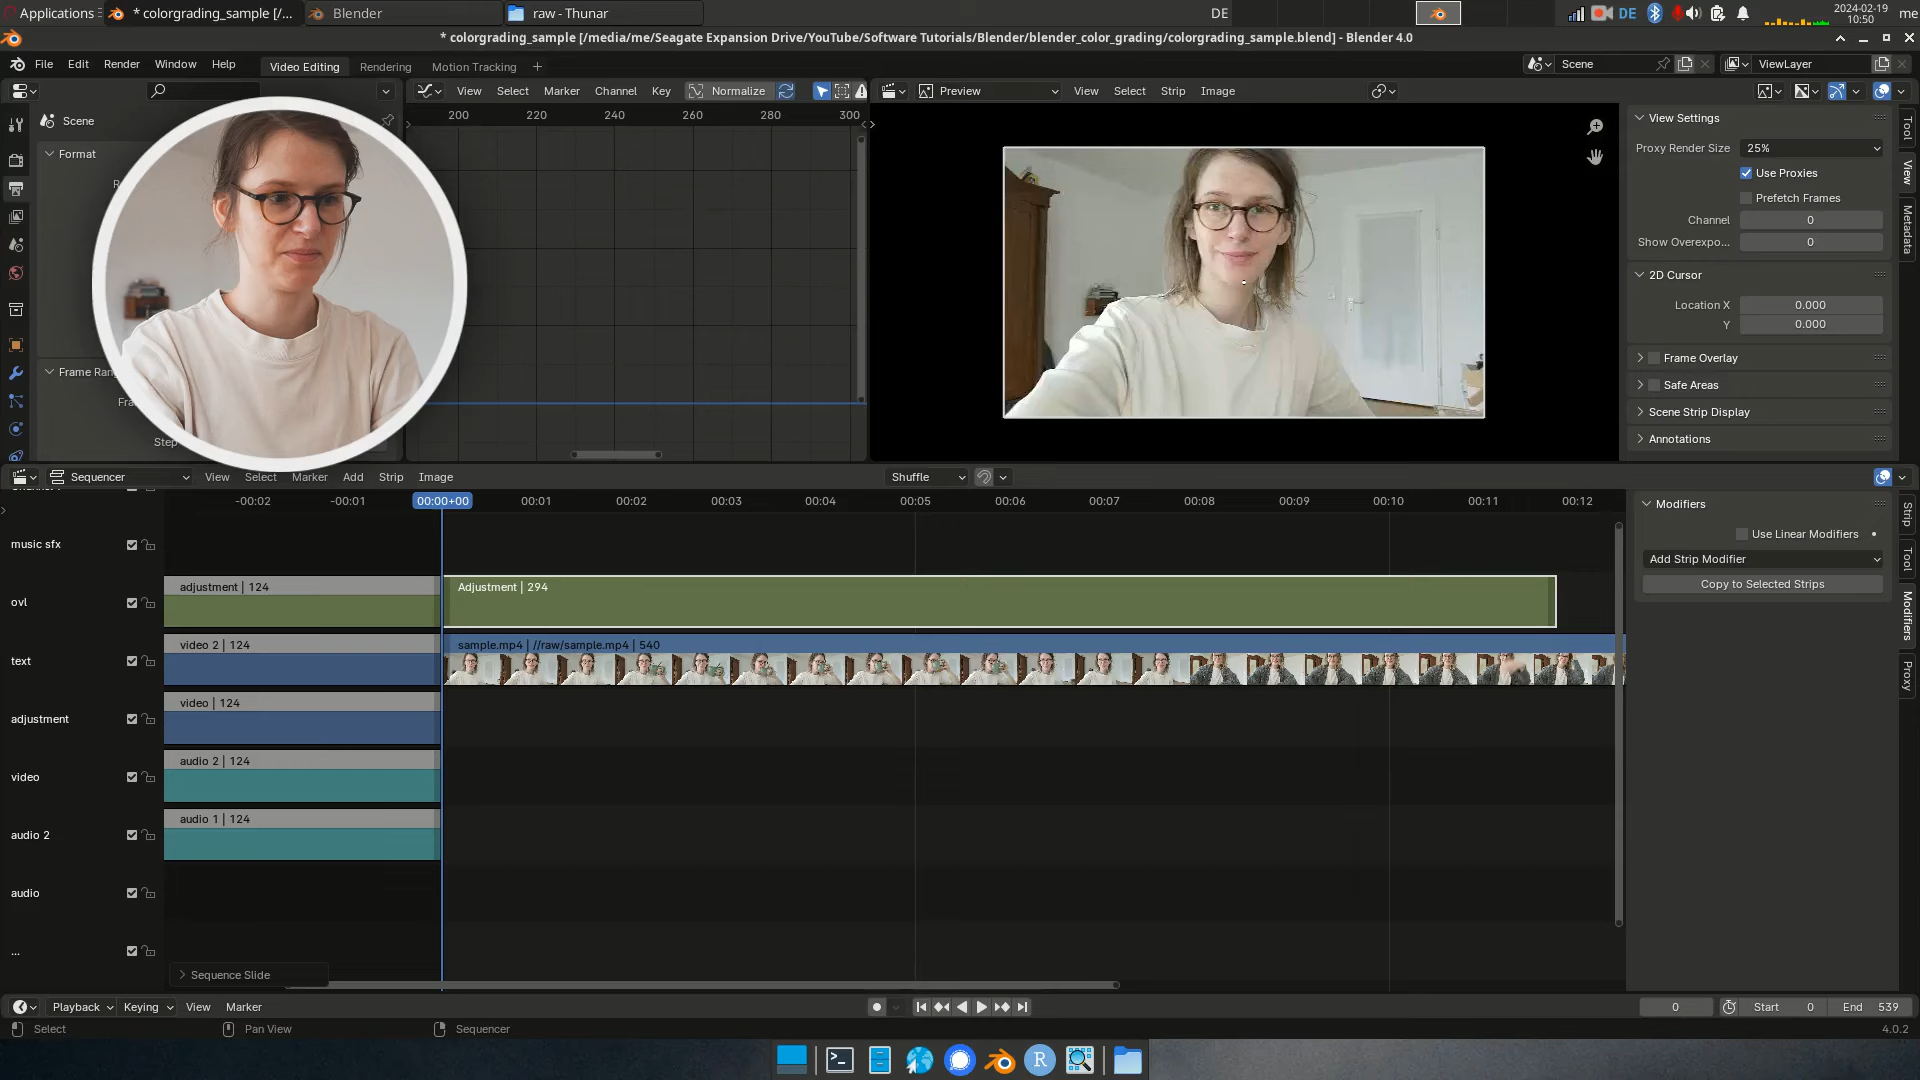 Applications
* colorgrading_sample [/...
Blender
raw - Thunar
DE
DE
2024-02-19
10:50
me
* colorgrading_sample [/media/me/Seagate Expansion Drive/YouTube/Software Tutorials/Blender/blender_color_grading/colorgrading_sample.blend] - Blender 4.0
File Edit Render Window Help
Video Editing Rendering Motion Tracking +
Scene
ViewLayer
View Select Marker Channel Key Normalize
Preview View Select Strip Image
Scene
Format
Frame Ran
Fra
Step
200 220 240 260 280 300
View Settings
Proxy Render Size 25%
Use Proxies
Prefetch Frames
Channel 0
Show Overexpo... 0
2D Cursor
Location X 0.000
Y 0.000
Frame Overlay
Safe Areas
Scene Strip Display
Annotations
Tool
View
Metadata
Sequencer View Select Marker Add Strip Image
Shuffle
-00:02 -00:01 00:00+00 00:01 00:02 00:03 00:04 00:05 00:06 00:07 00:08 00:09 00:10 00:11 00:12
music sfx
ovl
text
adjustment
video
audio 2
audio
...
adjustment | 124
Adjustment | 294
video 2 | 124
sample.mp4 | //raw/sample.mp4 | 540
video | 124
audio 2 | 124
audio 1 | 124
Sequence Slide
Modifiers
Use Linear Modifiers
Add Strip Modifier
Copy to Selected Strips
Strip
Tool
Modifiers
Proxy
Playback Keying View Marker
0 Start 0 End 539
Select Pan View Sequencer
4.0.2
R